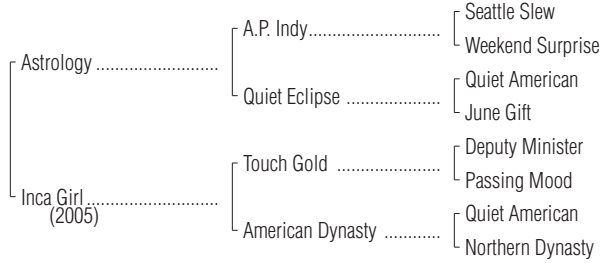 Seattle Slew
A.P. Indy........................................
Weekend Surprise
Astrology .....................................
Quiet American
Quiet Eclipse .............................
June Gift
Deputy Minister
Touch Gold ...............................
Passing Mood
Inca Girl........................................
(2005)
Quiet American
American Dynasty ................
Northern Dynasty